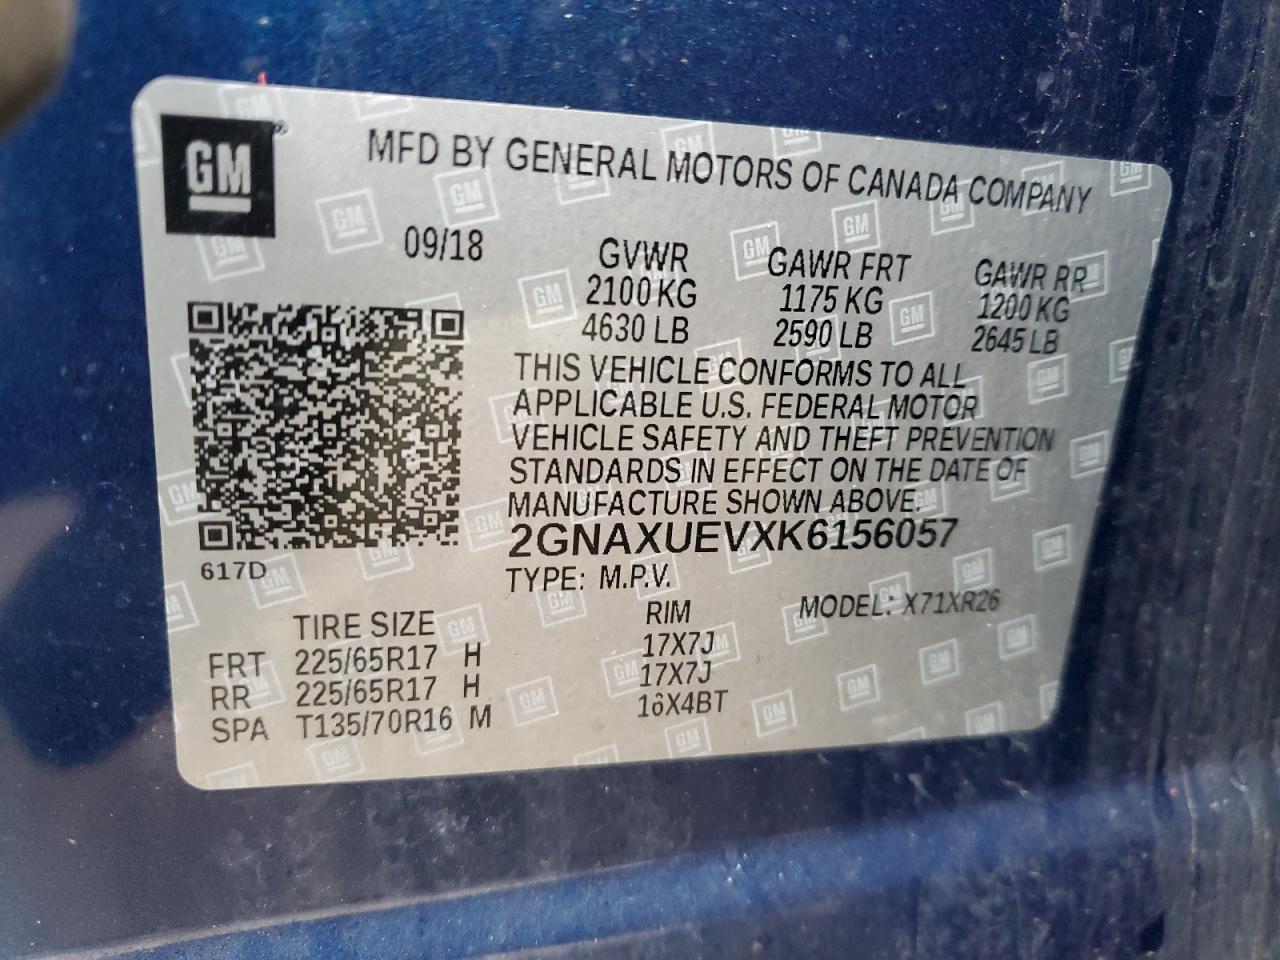 GM
MFD BY GENERAL MOTORS OF CANADA COMPANY
09/18
GVWR GAWR FRT GAWR RR
2100 KG 1175 KG 1200 KG
4630 LB 2590 LB 2645 LB
THIS VEHICLE CONFORMS TO ALL
APPLICABLE U.S. FEDERAL MOTOR
VEHICLE SAFETY AND THEFT PREVENTION
STANDARDS IN EFFECT ON THE DATE OF
MANUFACTURE SHOWN ABOVE.
2GNAXUEVXK6156057
617D
TYPE: M.P.V. MODEL: X71XR26
TIRE SIZE RIM
FRT 225/65R17 H 17X7J
RR 225/65R17 H 17X7J
SPA T135/70R16 M 16X4BT